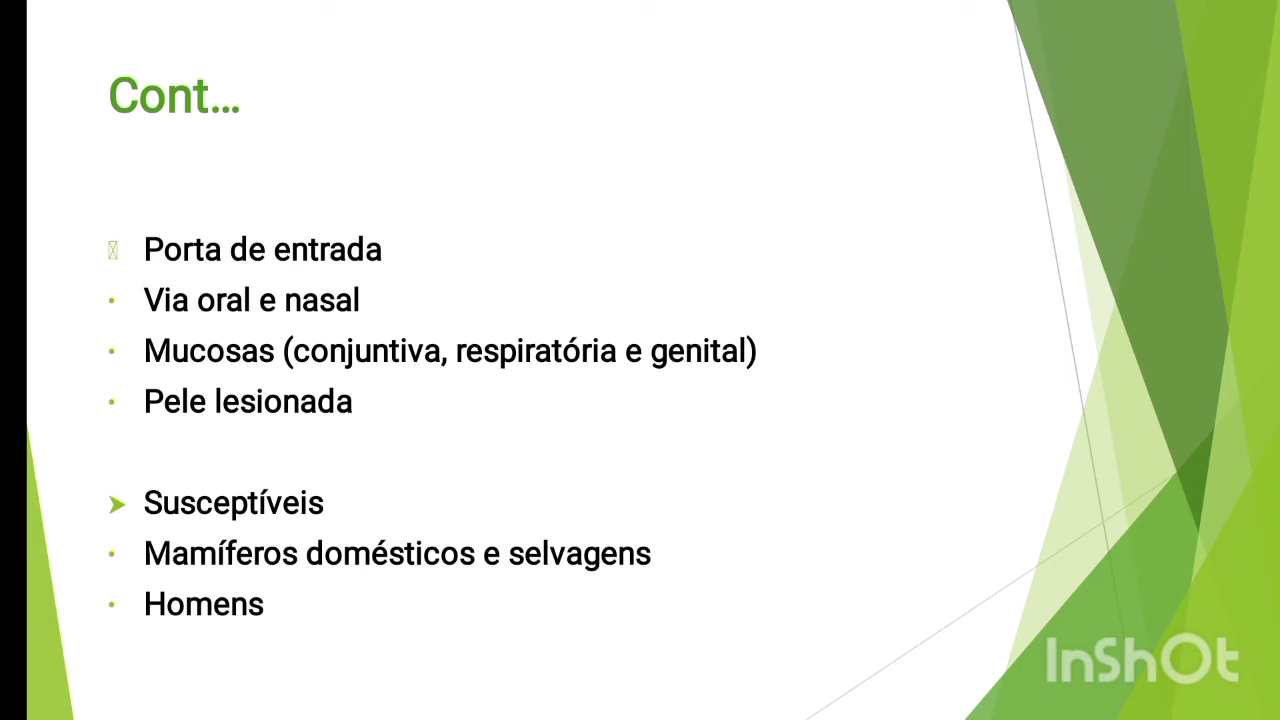 Cont...
Porta de entrada
Via oral e nasal
Mucosas (conjuntiva, respiratória e genital)
Pele lesionada
Susceptíveis
Mamíferos domésticos e selvagens
Homens
InShOt